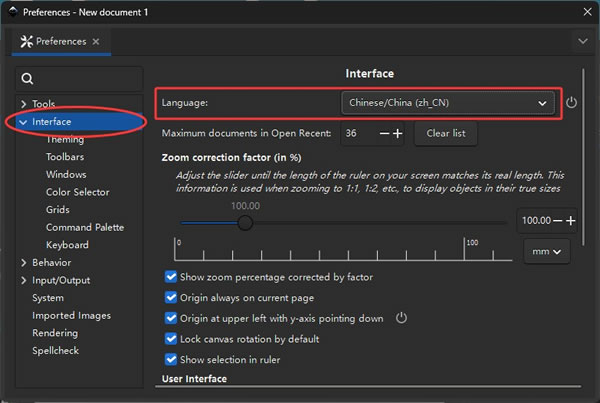 Preferences - New document 1
Preferences
Interface
Language:
Chinese/China (zh_CN)
Maximum documents in Open Recent:
36
Clear list
Zoom correction factor (in %)
Adjust the slider until the length of the ruler on your screen matches its real length. This
information is used when zooming to 1:1, 1:2, etc., to display objects in their true sizes
100.00
100.00
0
100
mm
Show zoom percentage corrected by factor
Origin always on current page
Origin at upper left with y-axis pointing down
Lock canvas rotation by default
Show selection in ruler
User Interface
Tools
Interface
Theming
Toolbars
Windows
Color Selector
Grids
Command Palette
Keyboard
Behavior
Input/Output
System
Imported Images
Rendering
Spellcheck